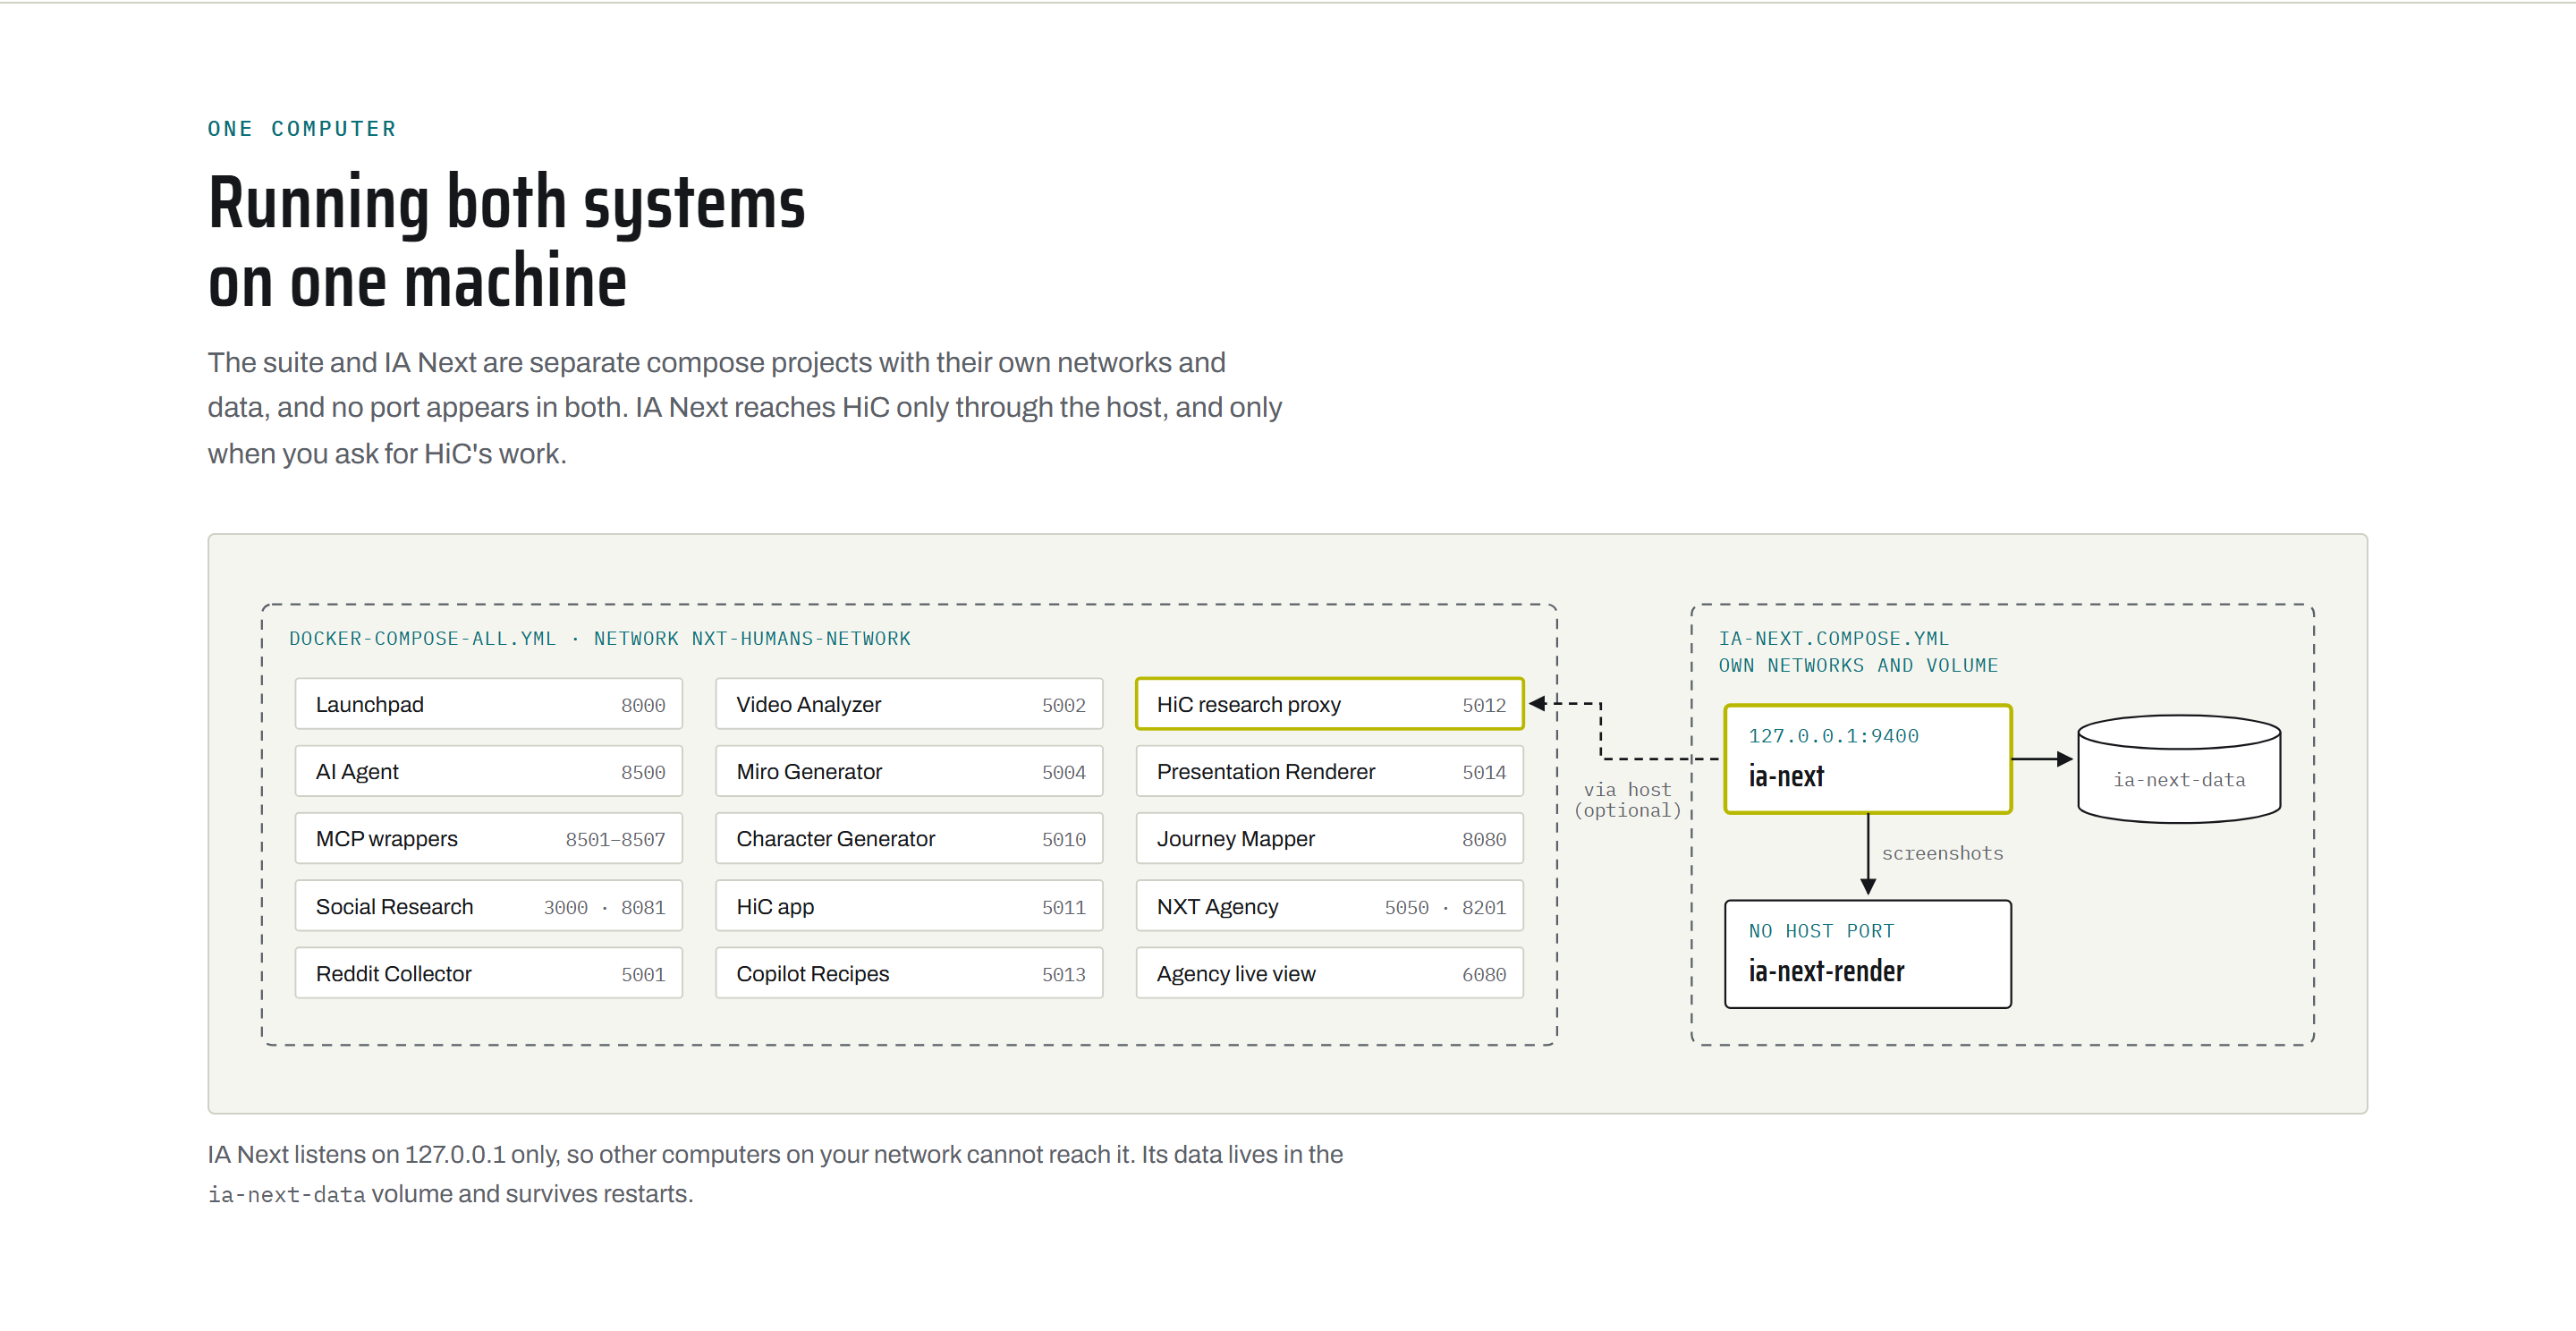 ONE COMPUTER
Running both systems
on one machine
The suite and IA Next are separate compose projects with their own networks and
data, and no port appears in both. IA Next reaches HiC only through the host, and only
when you ask for HiC's work.
DOCKER-COMPOSE-ALL.YML · NETWORK NXT-HUMANS-NETWORK
Launchpad 8000
AI Agent 8500
MCP wrappers 8501–8507
Social Research 3000 · 8081
Reddit Collector 5001
Video Analyzer 5002
Miro Generator 5004
Character Generator 5010
HiC app 5011
Copilot Recipes 5013
HiC research proxy 5012
Presentation Renderer 5014
Journey Mapper 8080
NXT Agency 5050 · 8201
Agency live view 6080
via host
(optional)
IA-NEXT.COMPOSE.YML
OWN NETWORKS AND VOLUME
127.0.0.1:9400
ia-next
ia-next-data
screenshots
NO HOST PORT
ia-next-render
IA Next listens on 127.0.0.1 only, so other computers on your network cannot reach it. Its data lives in the
ia-next-data volume and survives restarts.